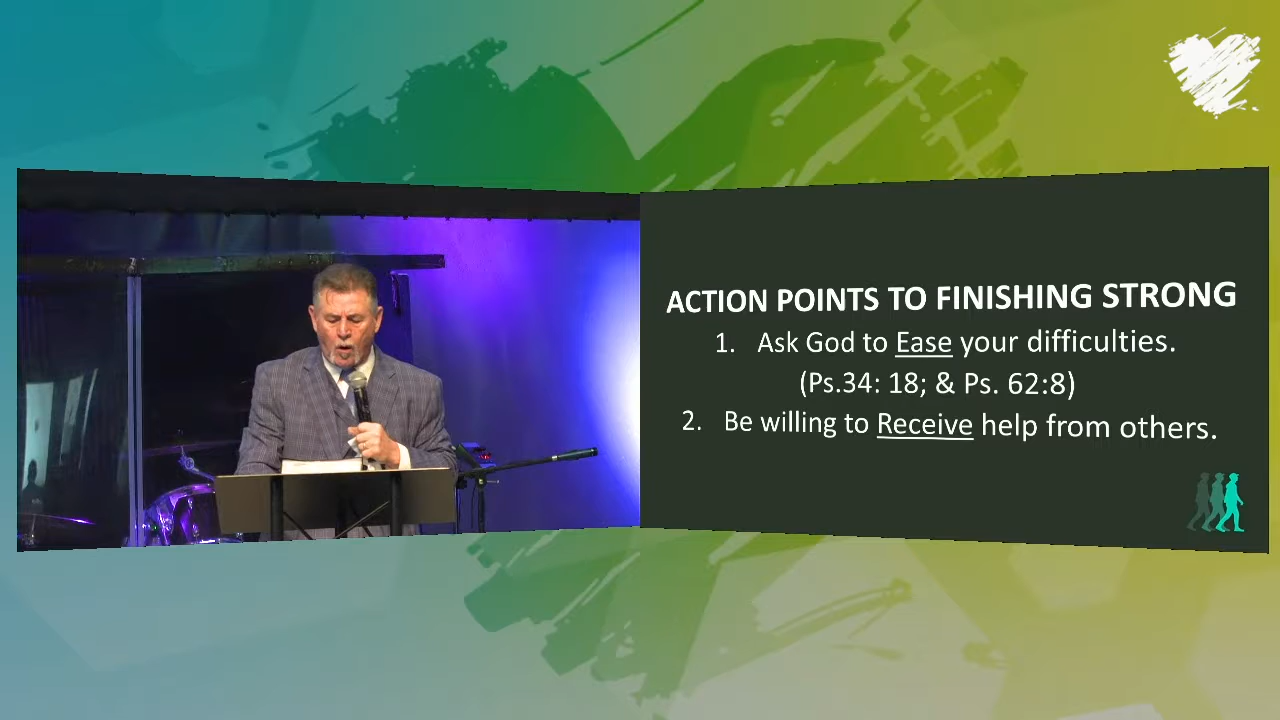 ACTION POINTS TO FINISHING STRONG
1. Ask God to Ease your difficulties.
(Ps.34: 18; & Ps. 62:8)
2. Be willing to Receive help from others.